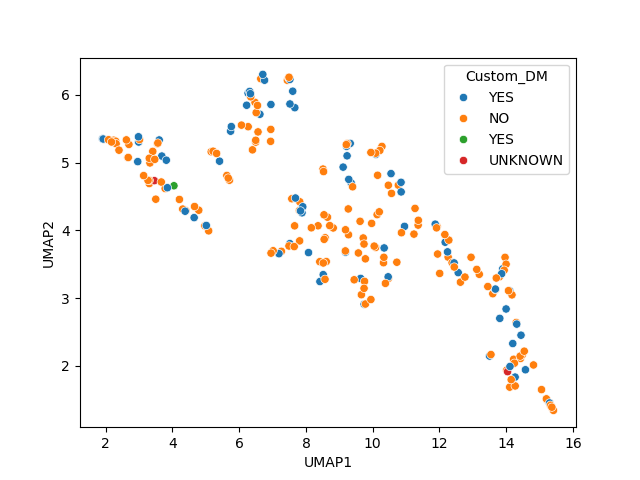 Custom_DM
YES
NO
YES
UNKNOWN
6
5
4
3
2
UMAP2
2 4 6 8 10 12 14 16
UMAP1